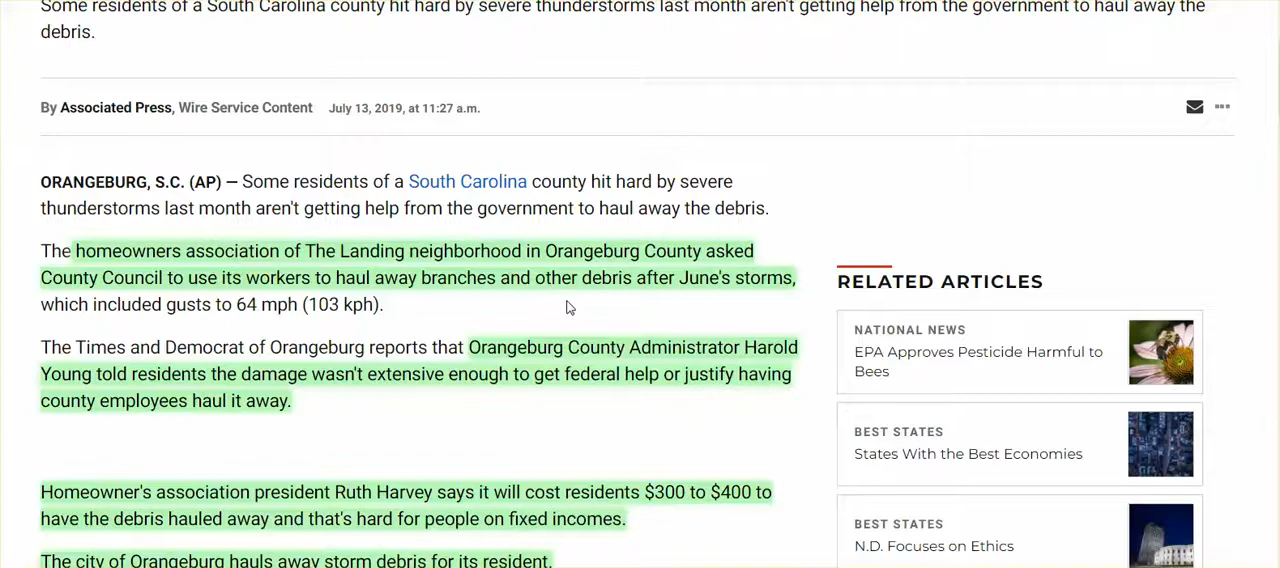 Some residents of a South Carolina county hit hard by severe thunderstorms last month aren't getting help from the government to haul away the
debris.
By Associated Press, Wire Service Content July 13, 2019, at 11:27 a.m.
ORANGEBURG, S.C. (AP) — Some residents of a South Carolina county hit hard by severe
thunderstorms last month aren't getting help from the government to haul away the debris.
The homeowners association of The Landing neighborhood in Orangeburg County asked
County Council to use its workers to haul away branches and other debris after June's storms,
which included gusts to 64 mph (103 kph).
The Times and Democrat of Orangeburg reports that Orangeburg County Administrator Harold
Young told residents the damage wasn't extensive enough to get federal help or justify having
county employees haul it away.
Homeowner's association president Ruth Harvey says it will cost residents $300 to $400 to
have the debris hauled away and that's hard for people on fixed incomes.
The city of Orangeburg hauls away storm debris for its resident.
RELATED ARTICLES
NATIONAL NEWS
EPA Approves Pesticide Harmful to
Bees
BEST STATES
States With the Best Economies
BEST STATES
N.D. Focuses on Ethics